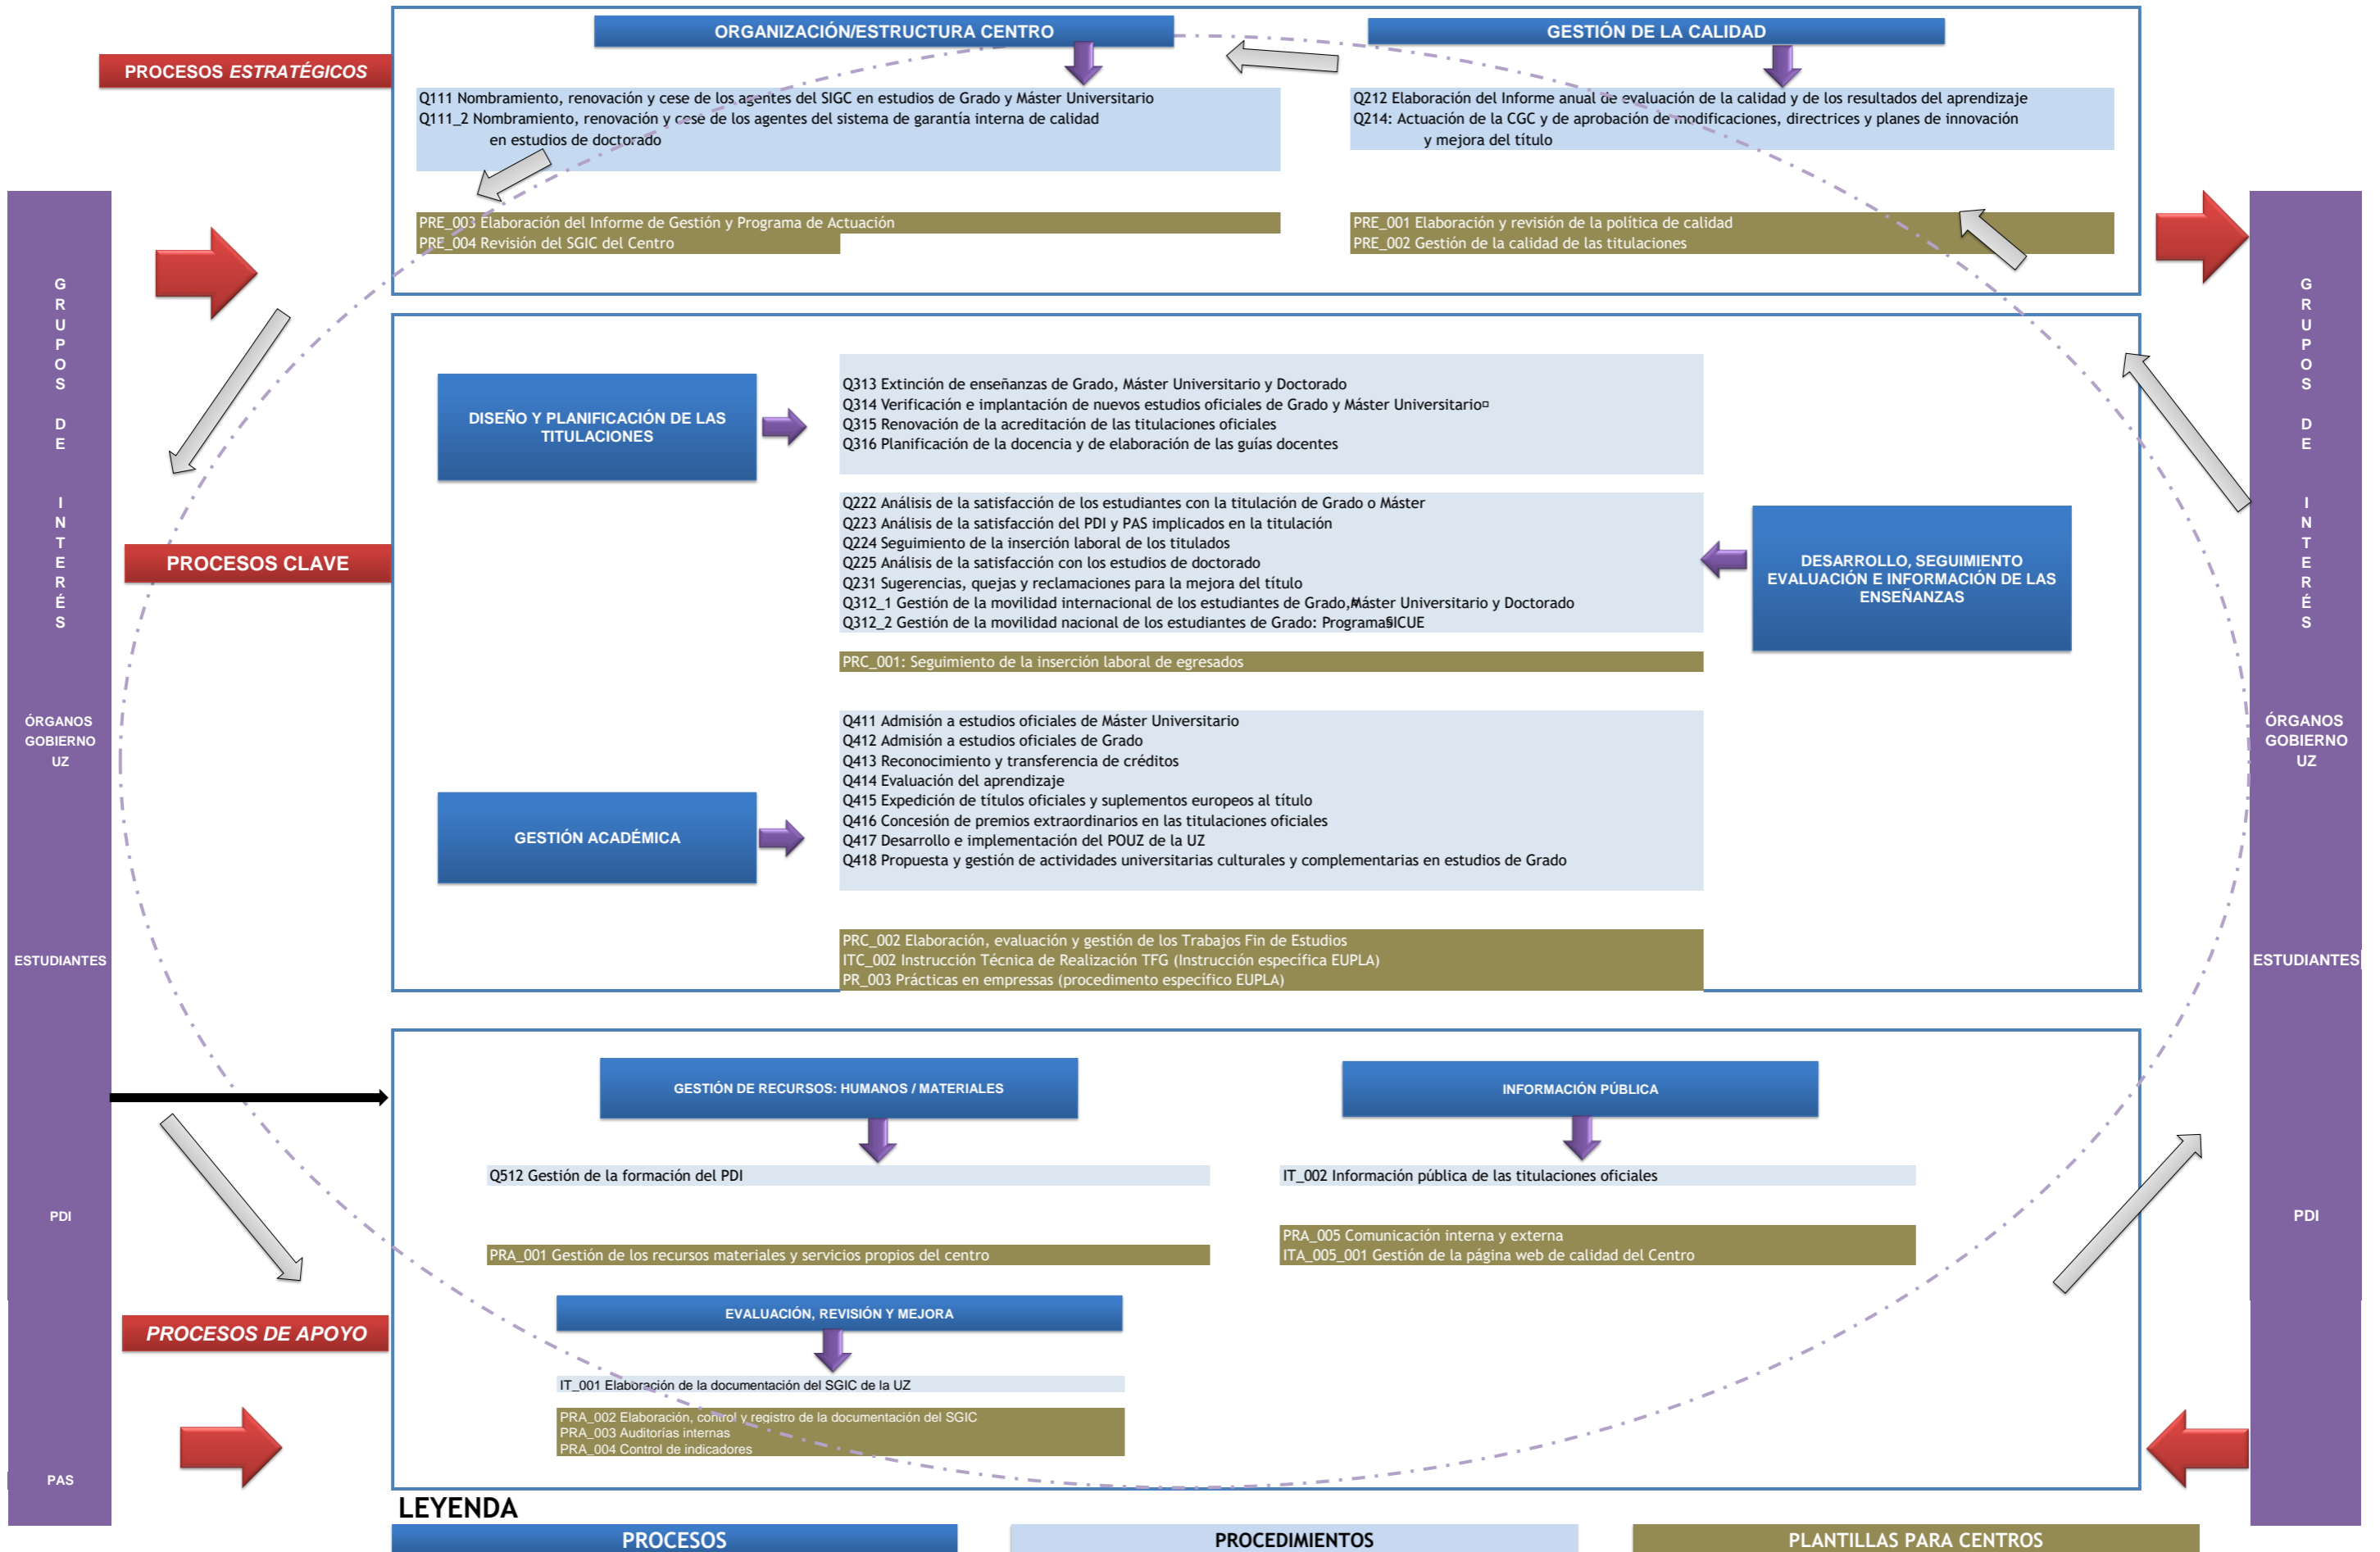 ORGANIZACIÓN/ESTRUCTURA CENTRO
GESTIÓN DE LA CALIDAD
PROCESOS ESTRATÉGICOS
Q111 Nombramiento, renovación y cese de los agentes del SIGC en estudios de Grado y Máster Universitario
Q111_2 Nombramiento, renovación y cese de los agentes del sistema de garantía interna de calidad
en estudios de doctorado
Q212 Elaboración del Informe anual de evaluación de la calidad y de los resultados del aprendizaje
Q214: Actuación de la CGC y de aprobación de modificaciones, directrices y planes de innovación
y mejora del título
PRE_003 Elaboración del Informe de Gestión y Programa de Actuación
PRE_004 Revisión del SGIC del Centro
PRE_001 Elaboración y revisión de la política de calidad
PRE_002 Gestión de la calidad de las titulaciones
GRUPOS DE INTERÉS
ÓRGANOS
GOBIERNO
UZ
ESTUDIANTES
PDI
PAS
DISEÑO Y PLANIFICACIÓN DE LAS
TITULACIONES
Q313 Extinción de enseñanzas de Grado, Máster Universitario y Doctorado
Q314 Verificación e implantación de nuevos estudios oficiales de Grado y Máster Universitario¤
Q315 Renovación de la acreditación de las titulaciones oficiales
Q316 Planificación de la docencia y de elaboración de las guías docentes
PROCESOS CLAVE
Q222 Análisis de la satisfacción de los estudiantes con la titulación de Grado o Máster
Q223 Análisis de la satisfacción del PDI y PAS implicados en la titulación
Q224 Seguimiento de la inserción laboral de los titulados
Q225 Análisis de la satisfacción con los estudios de doctorado
Q231 Sugerencias, quejas y reclamaciones para la mejora del título
Q312_1 Gestión de la movilidad internacional de los estudiantes de Grado, Máster Universitario y Doctorado
Q312_2 Gestión de la movilidad nacional de los estudiantes de Grado: Programa SICUE
DESARROLLO, SEGUIMIENTO
EVALUACIÓN E INFORMACIÓN DE LAS
ENSEÑANZAS
PRC_001: Seguimiento de la inserción laboral de egresados
GESTIÓN ACADÉMICA
Q411 Admisión a estudios oficiales de Máster Universitario
Q412 Admisión a estudios oficiales de Grado
Q413 Reconocimiento y transferencia de créditos
Q414 Evaluación del aprendizaje
Q415 Expedición de títulos oficiales y suplementos europeos al título
Q416 Concesión de premios extraordinarios en las titulaciones oficiales
Q417 Desarrollo e implementación del POUZ de la UZ
Q418 Propuesta y gestión de actividades universitarias culturales y complementarias en estudios de Grado
PRC_002 Elaboración, evaluación y gestión de los Trabajos Fin de Estudios
ITC_002 Instrucción Técnica de Realización TFG (Instrucción específica EUPLA)
PR_003 Prácticas en empressas (procedimento específico EUPLA)
GESTIÓN DE RECURSOS: HUMANOS / MATERIALES
INFORMACIÓN PÚBLICA
Q512 Gestión de la formación del PDI
IT_002 Información pública de las titulaciones oficiales
PRA_001 Gestión de los recursos materiales y servicios propios del centro
PRA_005 Comunicación interna y externa
ITA_005_001 Gestión de la página web de calidad del Centro
PROCESOS DE APOYO
EVALUACIÓN, REVISIÓN Y MEJORA
IT_001 Elaboración de la documentación del SGIC de la UZ
PRA_002 Elaboración, control y registro de la documentación del SGIC
PRA_003 Auditorías internas
PRA_004 Control de indicadores
GRUPOS DE INTERÉS
ÓRGANOS
GOBIERNO
UZ
ESTUDIANTES
PDI
LEYENDA
PROCESOS
PROCEDIMIENTOS
PLANTILLAS PARA CENTROS